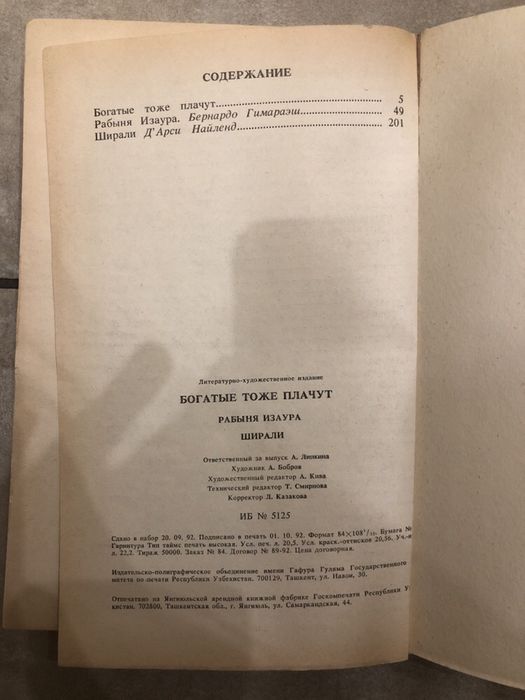 СОДЕРЖАНИЕ
Богатые тоже плачут 5
Рабыня Изаура. Бернардо Гимараэш 49
Ширали Д'Арси Найленд 201
Литературно-художественное издание
БОГАТЫЕ ТОЖЕ ПЛАЧУТ
РАБЫНЯ ИЗАУРА
ШИРАЛИ
Ответственный за выпуск А. Липкина
Художник А. Бобров
Художественный редактор А. Кива
Технический редактор Т. Смирнова
Корректор Л. Казакова
ИБ № 5125
Сдано в набор 20. 09. 92. Подписано в печать 01. 10. 92. Формат 84×108¹/₃₂. Бумага №
Гарнитура Тип таймс печать высокая. Усл. печ. л. 20,5. Усл. краск.-оттисков 20,56. Уч.-и
л. 22,2. Тираж 50000. Заказ № 84. Договор № 89-92. Цена договорная.
Издательско-полиграфическое объединение имени Гафура Гуляма Государственного
митета по печати Республики Узбекистан. 700129, Ташкент, ул. Навои, 30.
Отпечатано на Янгиюльской арендной книжной фабрике Госкомпечати Республики У
кистан. 702800, Ташкентская обл., г. Янгиюль, ул. Самаркандская, 44.